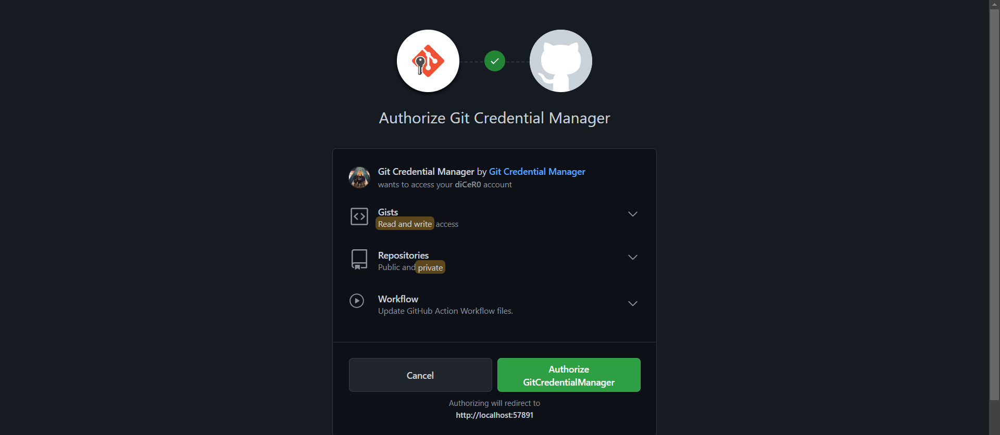 Authorize Git Credential Manager
Git Credential Manager by Git Credential Manager
wants to access your diCeR0 account
Gists
Read and write access
Repositories
Public and private
Workflow
Update GitHub Action Workflow files.
Cancel
Authorize
GitCredentialManager
Authorizing will redirect to
http://localhost:57891